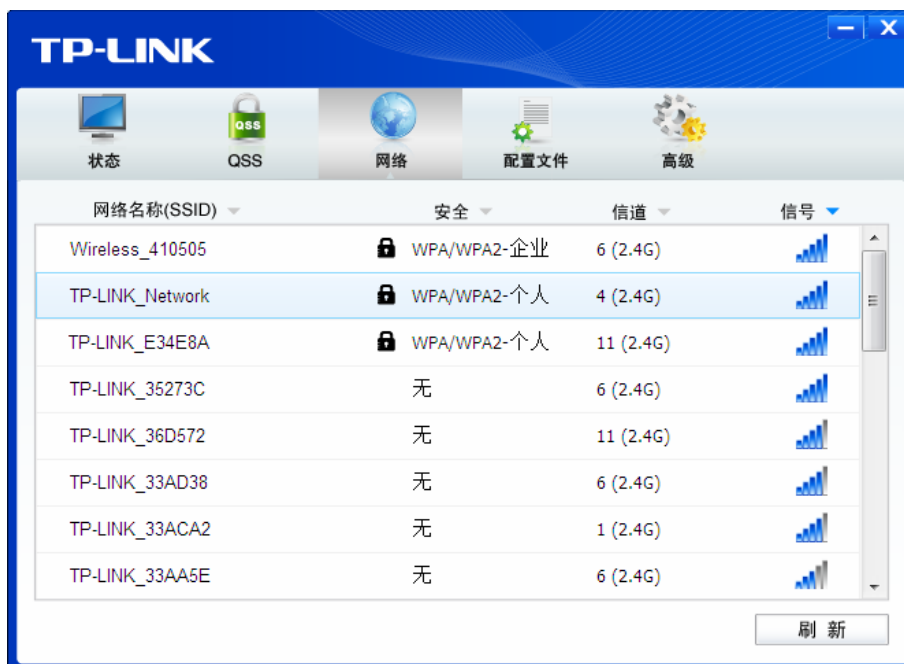 TP-LINK
QSS
状态 QSS 网络 配置文件 高级
网络名称(SSID) 安全 信道 信号
Wireless_410505 WPA/WPA2-企业 6 (2.4G)
TP-LINK_Network WPA/WPA2-个人 4 (2.4G)
TP-LINK_E34E8A WPA/WPA2-个人 11 (2.4G)
TP-LINK_35273C 无 6 (2.4G)
TP-LINK_36D572 无 11 (2.4G)
TP-LINK_33AD38 无 6 (2.4G)
TP-LINK_33ACA2 无 1 (2.4G)
TP-LINK_33AA5E 无 6 (2.4G)
刷 新